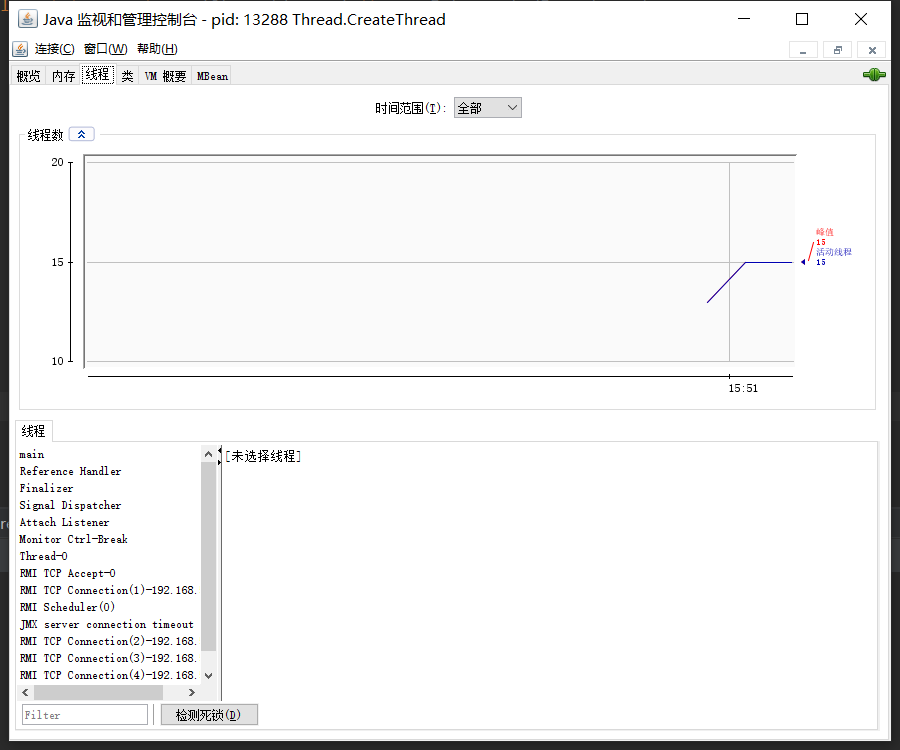 Java 监视和管理控制台 - pid: 13288 Thread.CreateThread
连接(C) 窗口(W) 帮助(H)
概览 内存 线程 类 VM 概要 MBean
时间范围(T): 全部
线程数
20
15
10
峰值
15
活动线程
15
15:51
线程
main
Reference Handler
Finalizer
Signal Dispatcher
Attach Listener
Monitor Ctrl-Break
Thread-0
RMI TCP Accept-0
RMI TCP Connection(1)-192.168.
RMI Scheduler(0)
JMX server connection timeout
RMI TCP Connection(2)-192.168.
RMI TCP Connection(3)-192.168.
RMI TCP Connection(4)-192.168.
[未选择线程]
Filter
检测死锁(D)